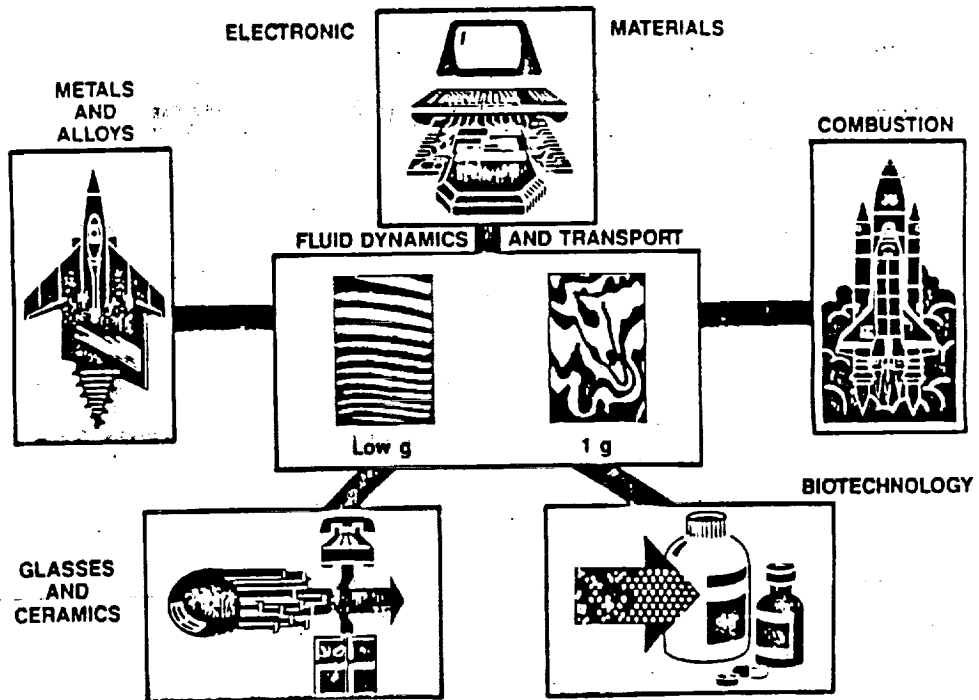 ELECTRONIC MATERIALS
METALS
AND
ALLOYS
COMBUSTION
FLUID DYNAMICS AND TRANSPORT
Low g
1 g
BIOTECHNOLOGY
GLASSES
AND
CERAMICS